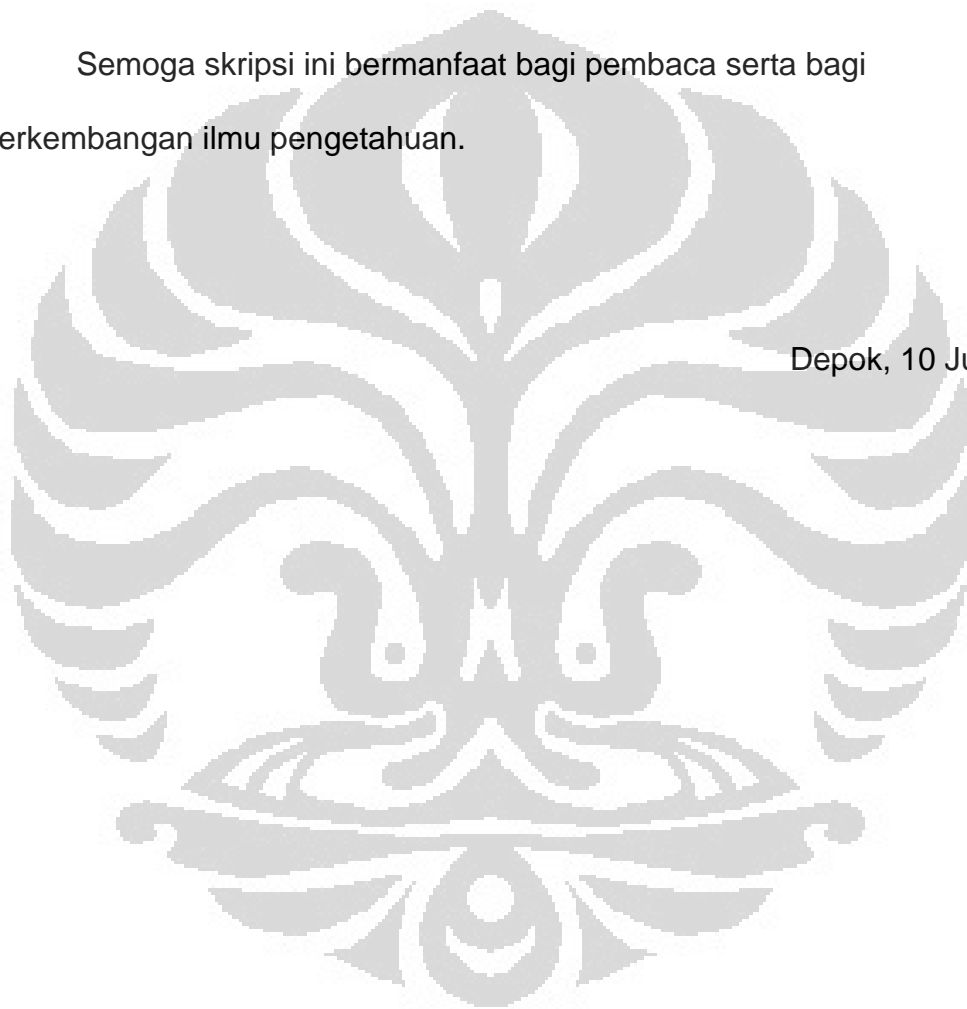 Semoga skripsi ini bermanfaat bagi pembaca serta bagi
erkembangan ilmu pengetahuan.
Depok, 10 Ju